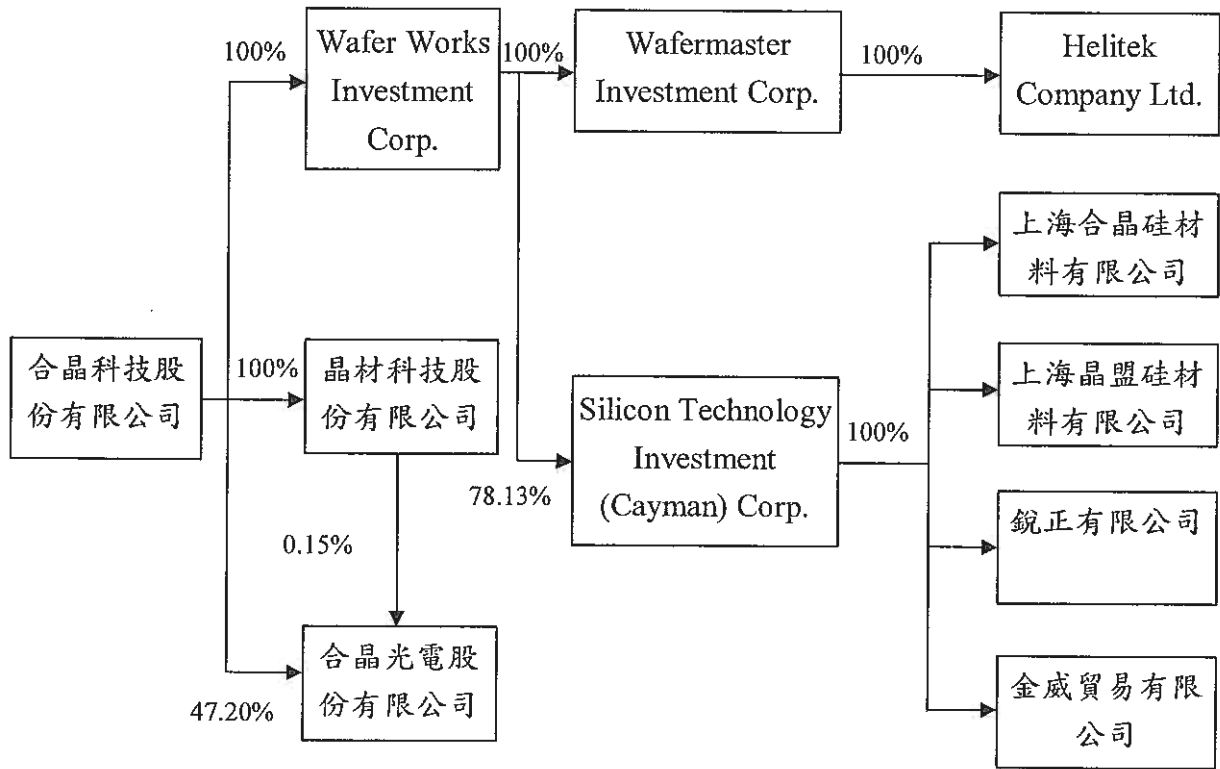 100%
Wafer Works
Investment
Corp.
100%
Wafermaster
Investment Corp.
100%
Helitek
Company Ltd.
上海合晶硅材
料有限公司
合晶科技股
份有限公司
100%
晶材科技股
份有限公司
78.13%
Silicon Technology
Investment
(Cayman) Corp.
100%
上海晶盟硅材
料有限公司
銳正有限公司
0.15%
47.20%
合晶光電股
份有限公司
金威貿易有限
公司